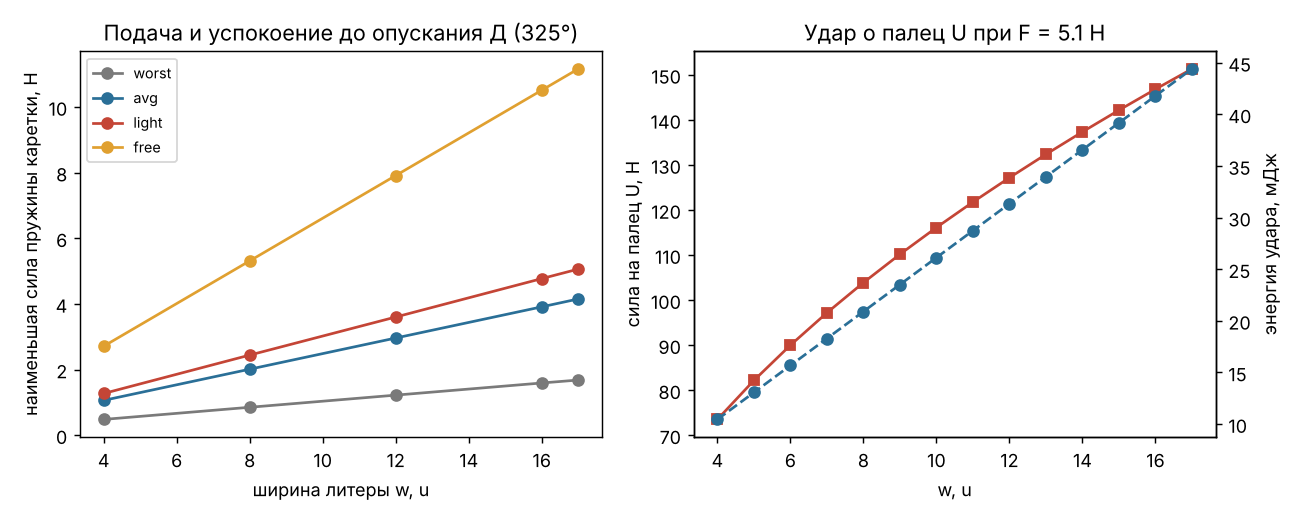 Подача и успокоение до опускания Д (325°)
наименьшая сила пружины каретки, Н
worst
avg
light
free
10
8
6
4
2
0
4 6 8 10 12 14 16
ширина литеры w, u
Удар о палец U при F = 5.1 Н
сила на палец U, Н
150
140
130
120
110
100
90
80
70
45
40
35
30
25
20
15
10
энергия удара, мДж
4 6 8 10 12 14 16
w, u